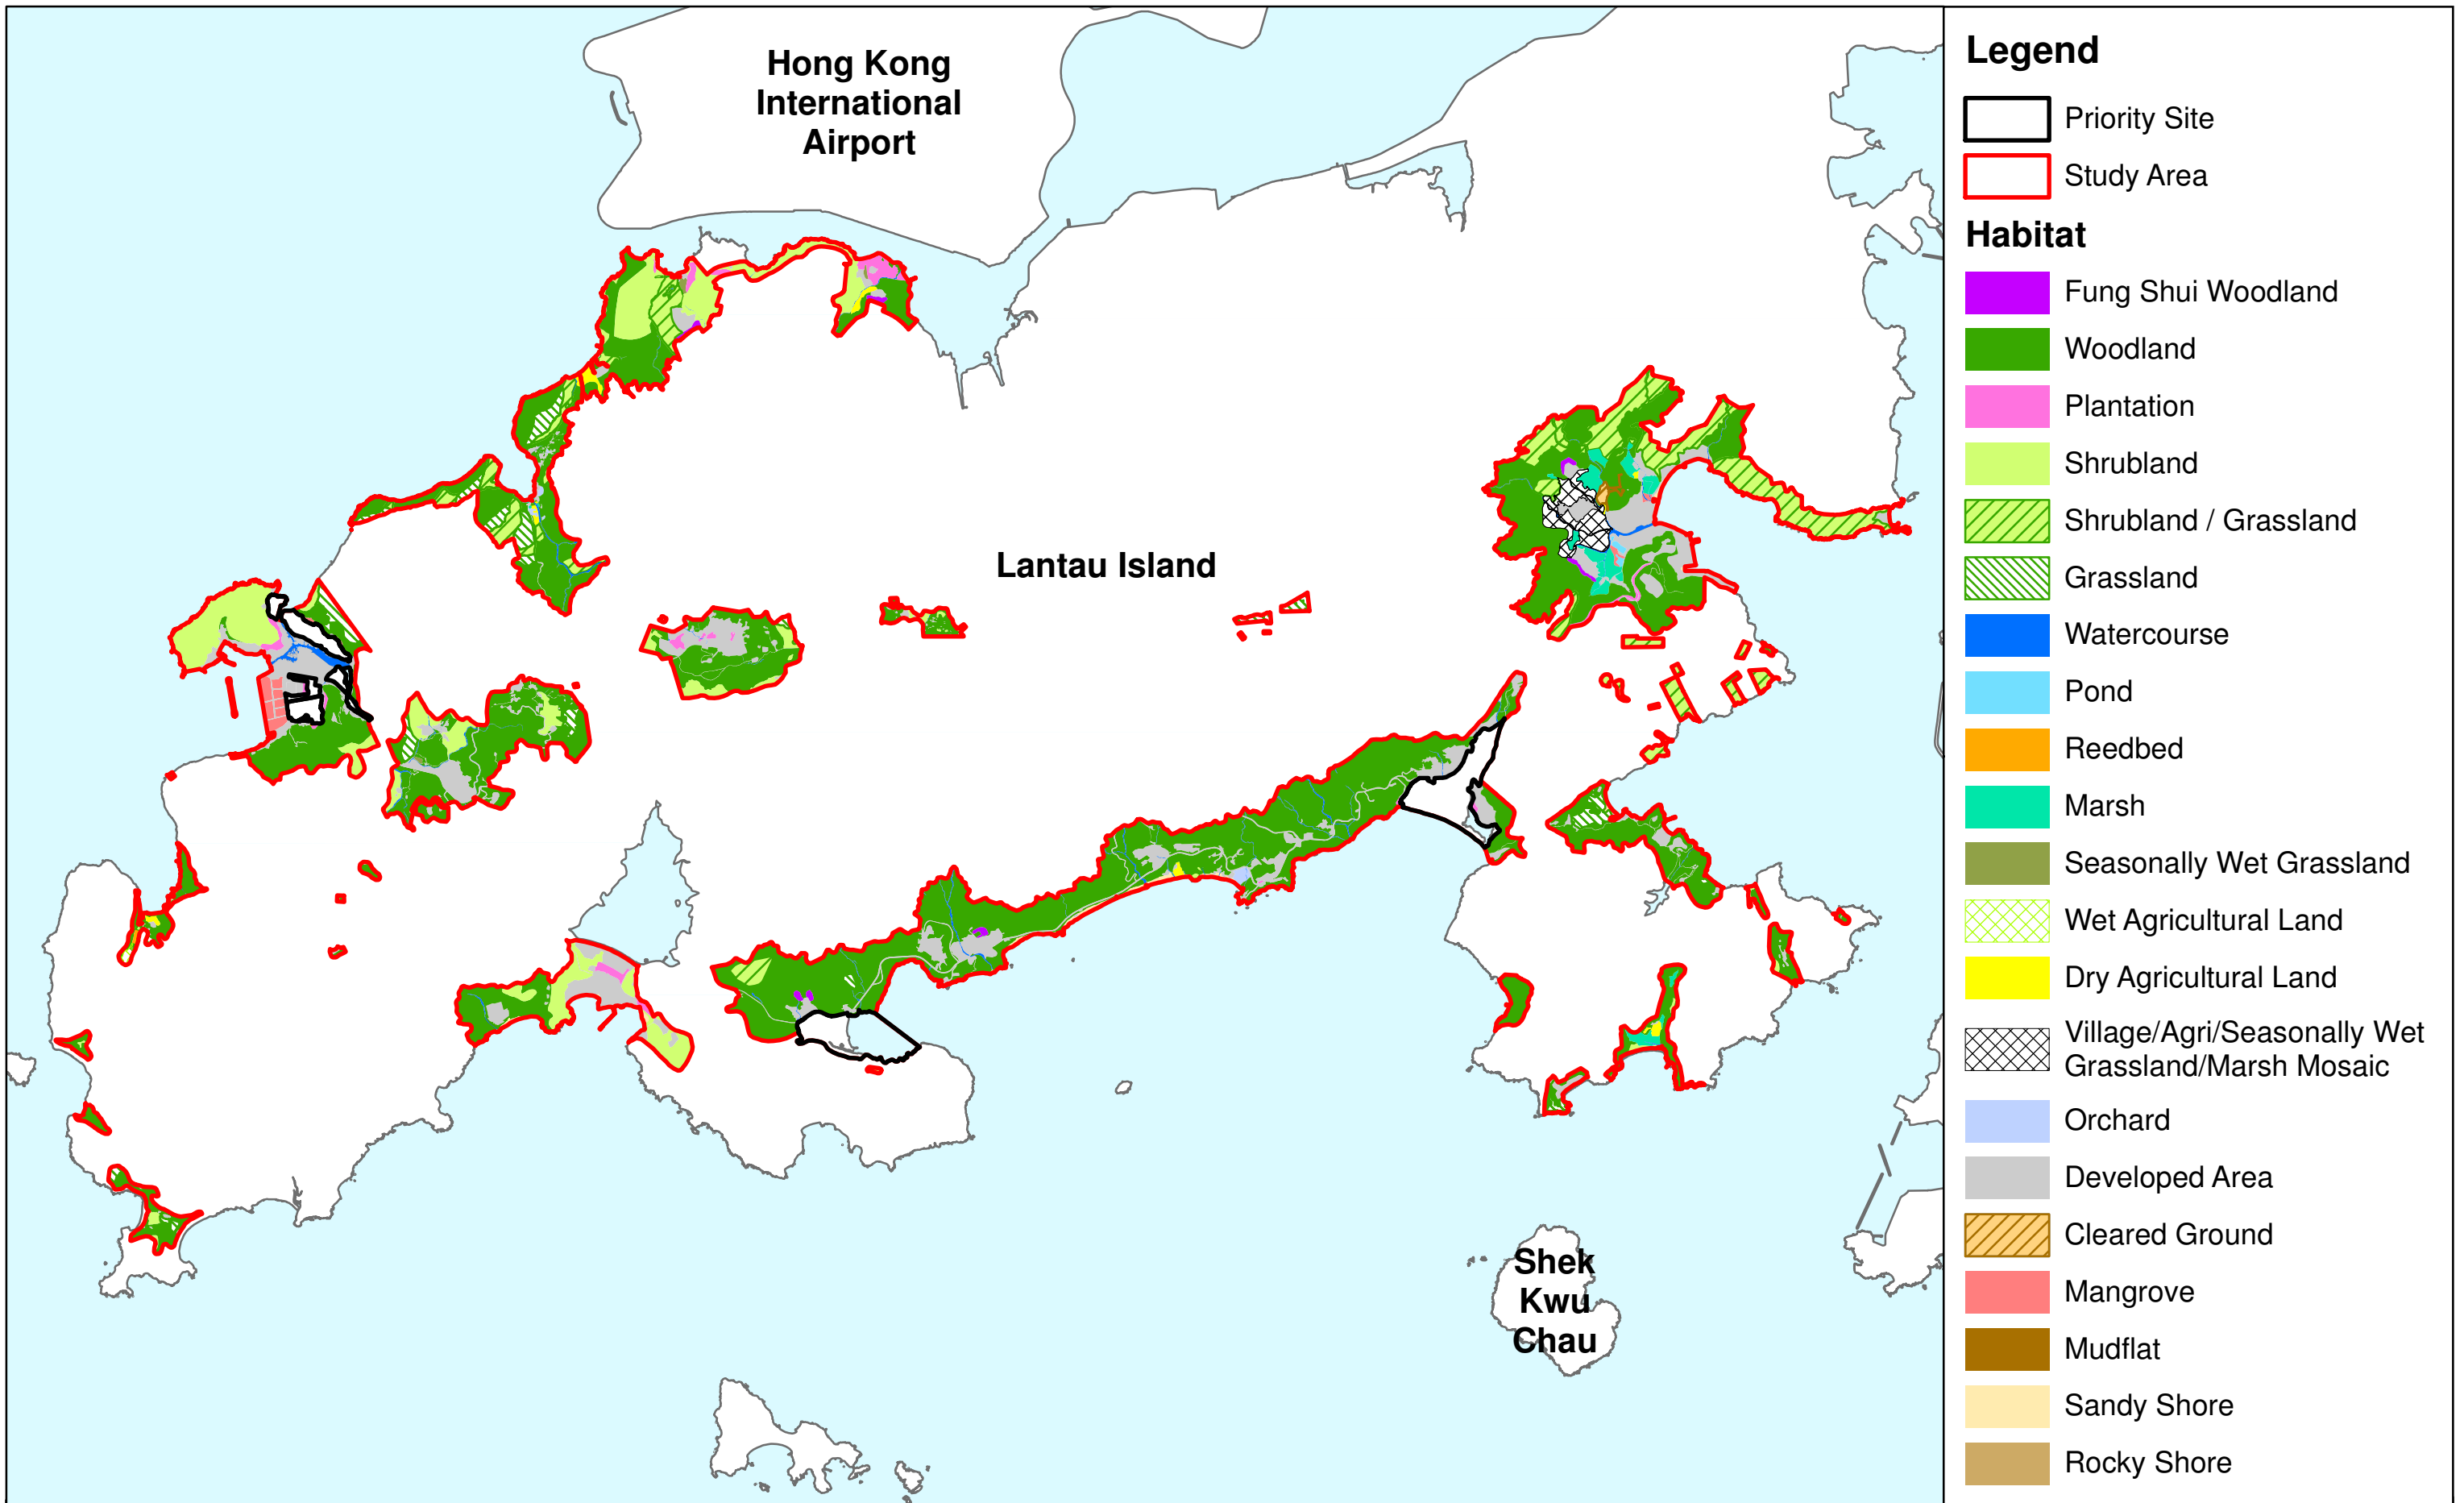 Hong Kong
International
Airport
Lantau Island
Shek
Kwu
Chau
Legend
Priority Site
Study Area
Habitat
Fung Shui Woodland
Woodland
Plantation
Shrubland
Shrubland / Grassland
Grassland
Watercourse
Pond
Reedbed
Marsh
Seasonally Wet Grassland
Wet Agricultural Land
Dry Agricultural Land
Village/Agri/Seasonally Wet
Grassland/Marsh Mosaic
Orchard
Developed Area
Cleared Ground
Mangrove
Mudflat
Sandy Shore
Rocky Shore